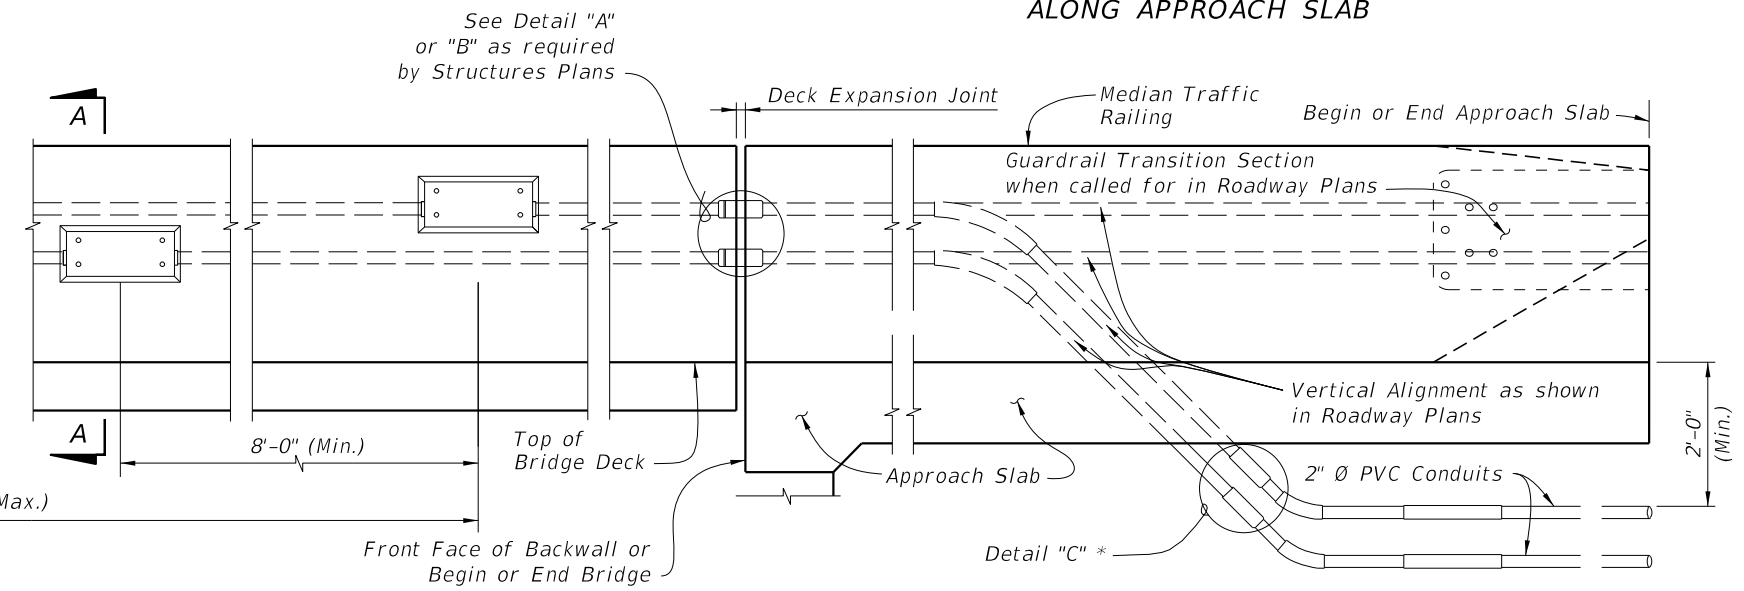 ALONG APPROACH SLAB
See Detail "A"
or "B" as required
by Structures Plans
Deck Expansion Joint
Median Traffic
Railing
Begin or End Approach Slab
A
Guardrail Transition Section
when called for in Roadway Plans
Vertical Alignment as shown
in Roadway Plans
A
8'-0" (Min.)
Top of
Bridge Deck
Approach Slab
2" Ø PVC Conduits
2'-0"
(Min.)
Max.)
Front Face of Backwall or
Begin or End Bridge
Detail "C" *